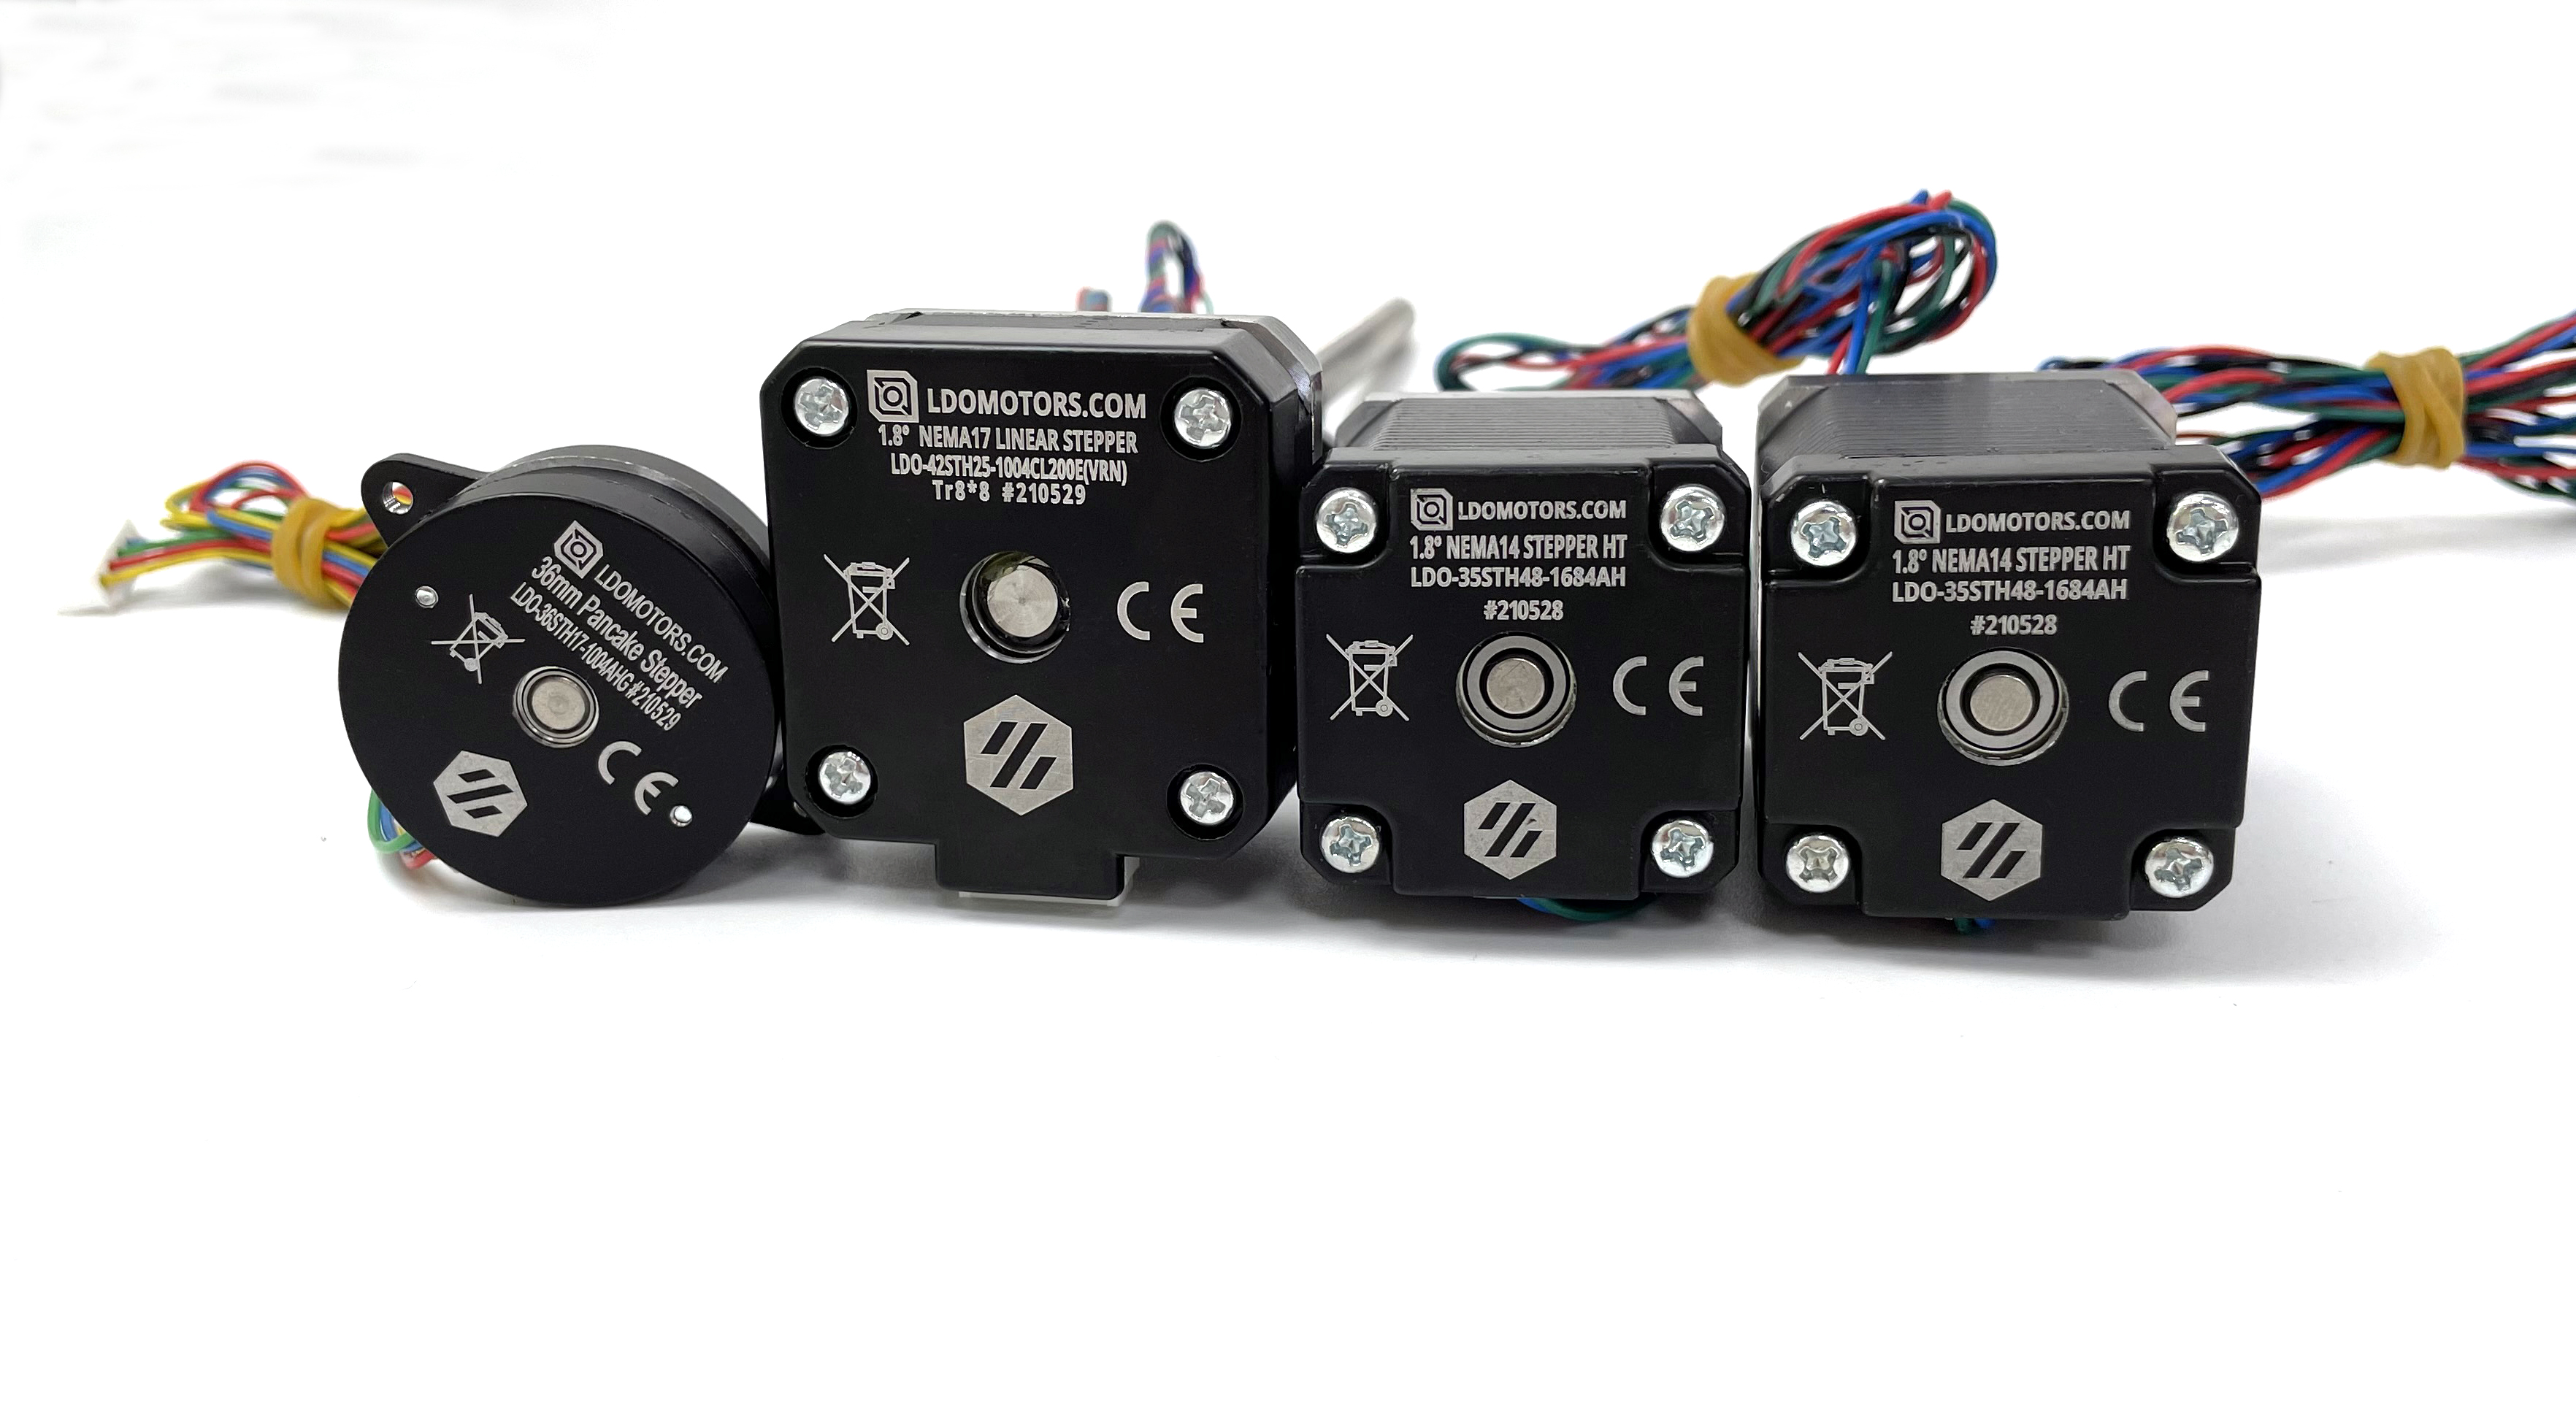 LDOMOTORS.COM
36mm Pancake Stepper
LDO-36STH17-1004AHG #210529
CE
LDOMOTORS.COM
1.8° NEMA17 LINEAR STEPPER
LDO-42STH25-1004CL200E(VRN)
Tr8*8 #210529
CE
LDOMOTORS.COM
1.8° NEMA14 STEPPER HT
LDO-35STH48-1684AH
#210528
CE
LDOMOTORS.COM
1.8° NEMA14 STEPPER HT
LDO-35STH48-1684AH
#210528
CE